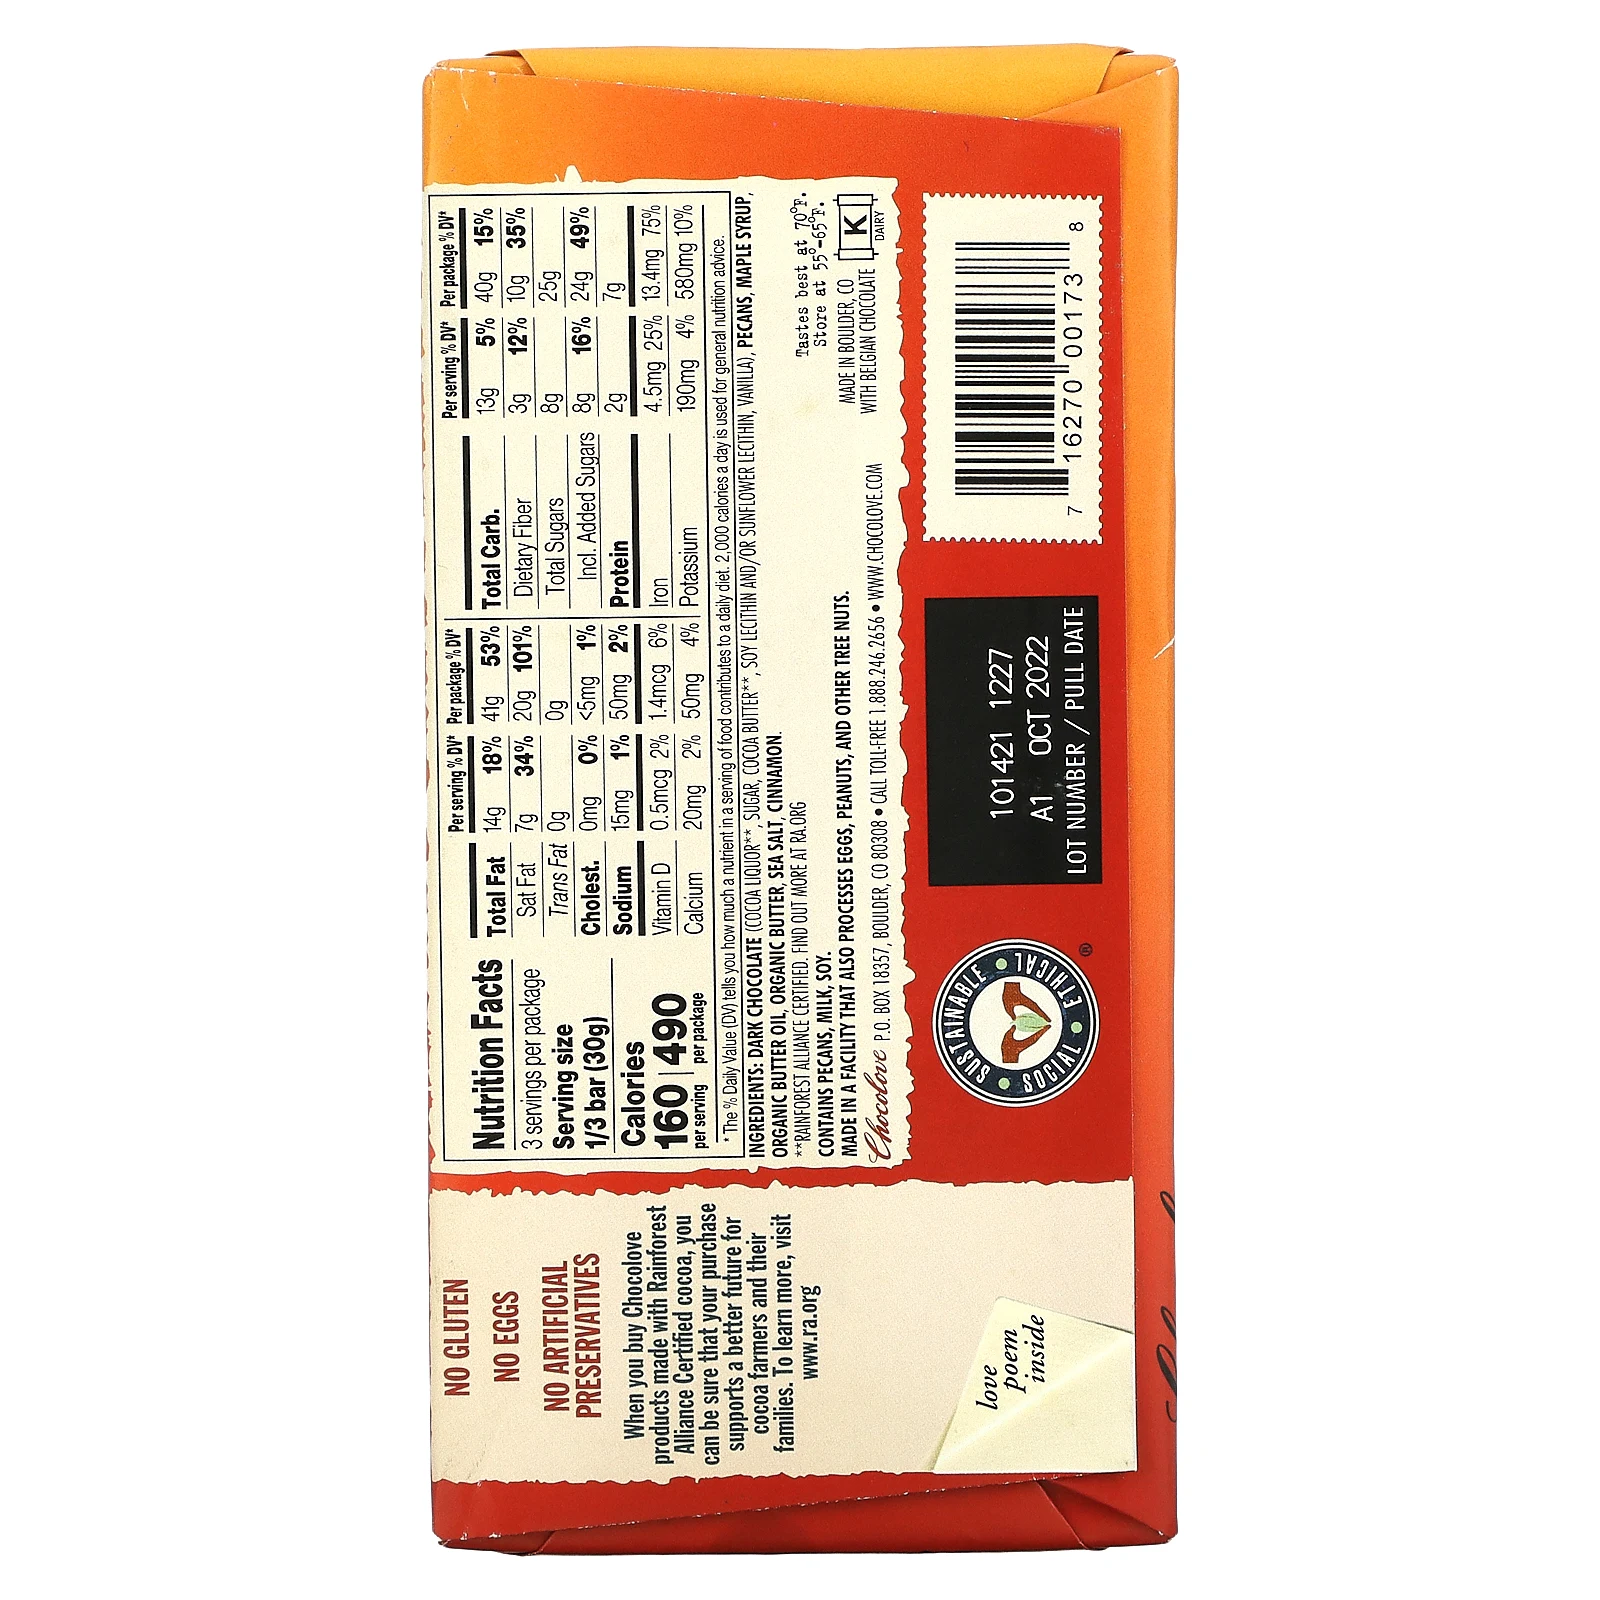 NO GLUTEN
NO EGGS
NO ARTIFICIAL
PRESERVATIVES
When you buy Chocolove
products made with Rainforest
Alliance Certified cocoa, you
can be sure that your purchase
supports a better future for
cocoa farmers and their
families. To learn more, visit
www.ra.org
love
poem
inside
Nutrition Facts
3 servings per package
Serving size
1/3 bar (30g)
Calories
160 490
per serving per package
Per serving % DV* Per package % DV*
Total Fat 14g 18% 41g 53%
Sat Fat 7g 34% 20g 101%
Trans Fat 0g 0g
Cholest. 0mg 0% <5mg 1%
Sodium 15mg 1% 50mg 2%
Vitamin D 0.5mcg 2% 1.4mcg 6%
Calcium 20mg 2% 50mg 4%
Per serving % DV* Per package % DV*
Total Carb. 13g 5% 40g 15%
Dietary Fiber 3g 12% 10g 35%
Total Sugars 8g 25g
Incl. Added Sugars 8g 16% 24g 49%
Protein 2g 7g
Iron 4.5mg 25% 13.4mg 75%
Potassium 190mg 4% 580mg 10%
*The % Daily Value (DV) tells you how much a nutrient in a serving of food contributes to a daily diet. 2,000 calories a day is used for general nutrition advice.
INGREDIENTS: DARK CHOCOLATE (COCOA LIQUOR**, SUGAR, COCOA BUTTER**, SOY LECITHIN AND/OR SUNFLOWER LECITHIN, VANILLA), PECANS, MAPLE SYRUP,
ORGANIC BUTTER OIL, ORGANIC BUTTER, SEA SALT, CINNAMON.
**RAINFOREST ALLIANCE CERTIFIED. FIND OUT MORE AT RA.ORG
CONTAINS PECANS, MILK, SOY.
MADE IN A FACILITY THAT ALSO PROCESSES EGGS, PEANUTS, AND OTHER TREE NUTS.
Chocolove P.O. BOX 18357, BOULDER, CO 80308 • CALL TOLL-FREE 1.888.246.2656 • WWW.CHOCOLOVE.COM
Tastes best at 70°F.
Store at 55°-65°F.
MADE IN BOULDER, CO
WITH BELGIAN CHOCOLATE
K
DAIRY
SUSTAINABLE • ETHICAL • SOCIAL •
®
101421 1227
A1 OCT 2022
LOT NUMBER / PULL DATE
7 16270 00173 8